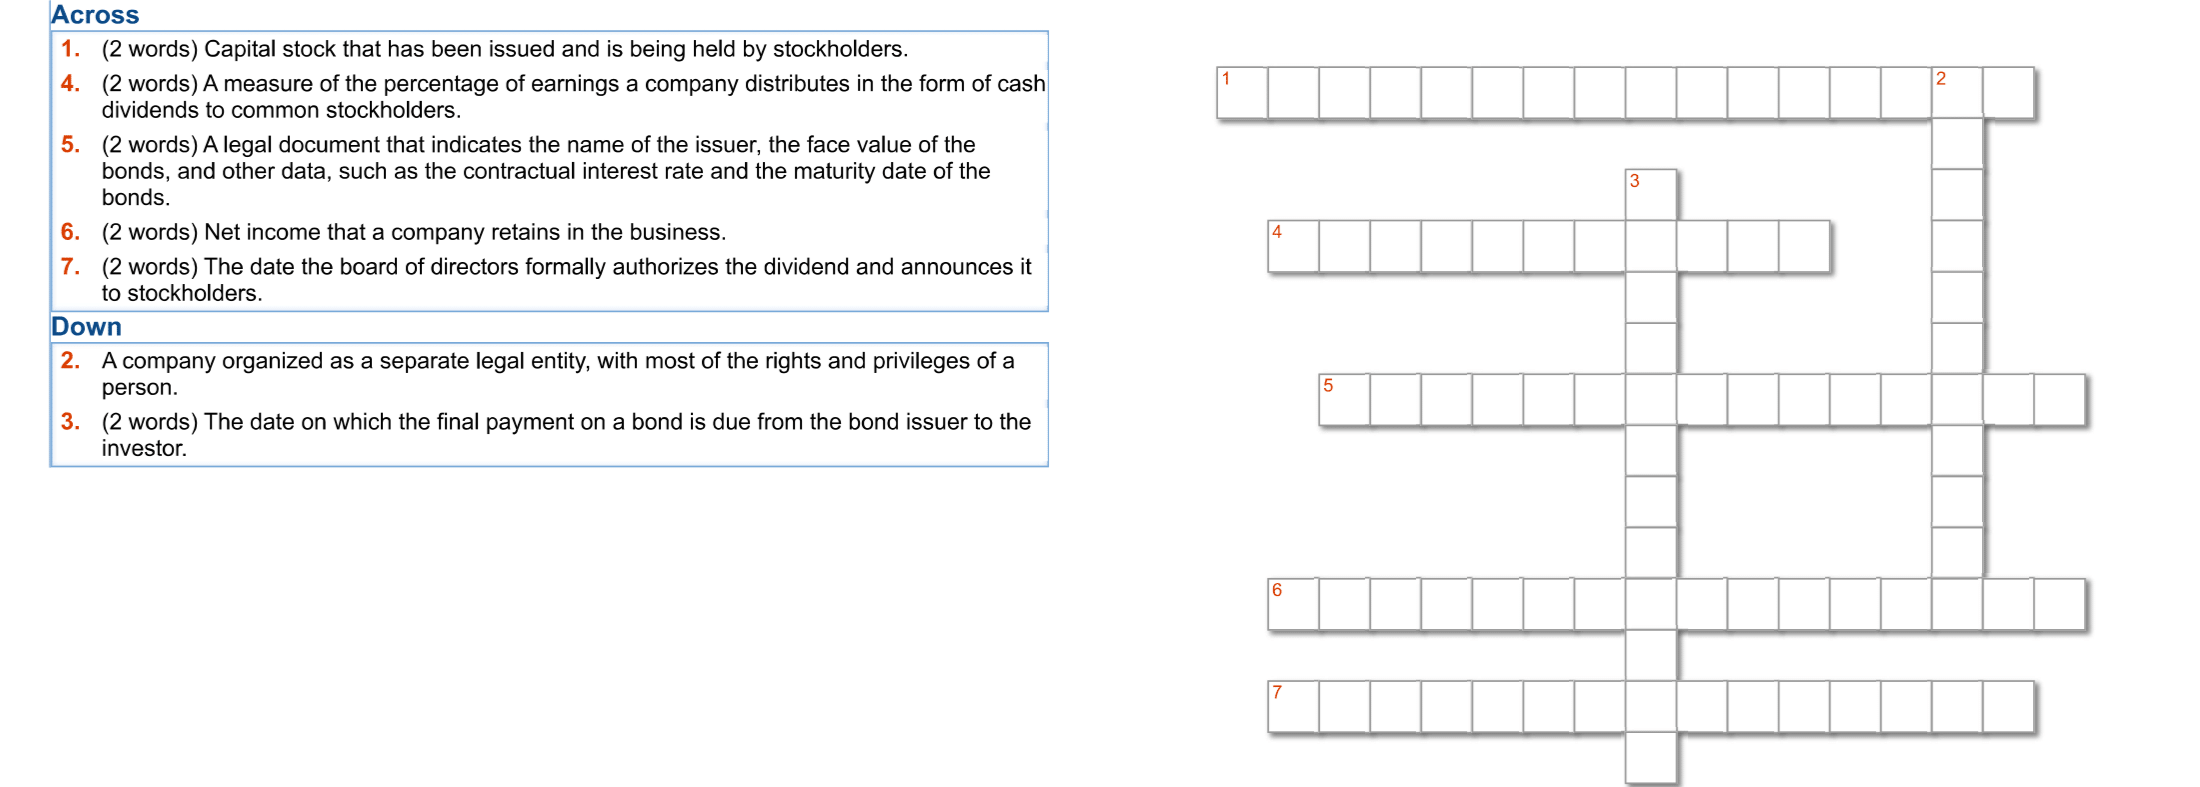 Across
1. (2 words) Capital stock that has been issued and is being held by stockholders.
4. (2 words) A measure of the percentage of earnings a company distributes in the form of cash
dividends to common stockholders.
5. (2 words) A legal document that indicates the name of the issuer, the face value of the
bonds, and other data, such as the contractual interest rate and the maturity date of the
bonds.
6. (2 words) Net income that a company retains in the business.
7. (2 words) The date the board of directors formally authorizes the dividend and announces it
to stockholders.
Down
2. A company organized as a separate legal entity, with most of the rights and privileges of a
person.
3. (2 words) The date on which the final payment on a bond is due from the bond issuer to the
investor.
1 2
3
4
5
6
7